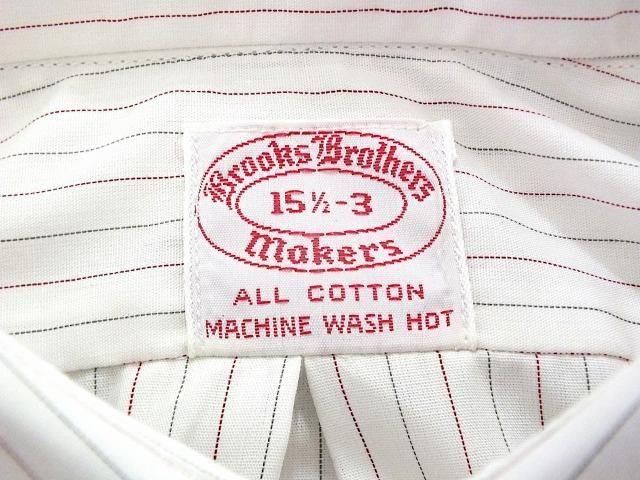 Brooks Brothers
15½-3
Makers
ALL COTTON
MACHINE WASH HOT